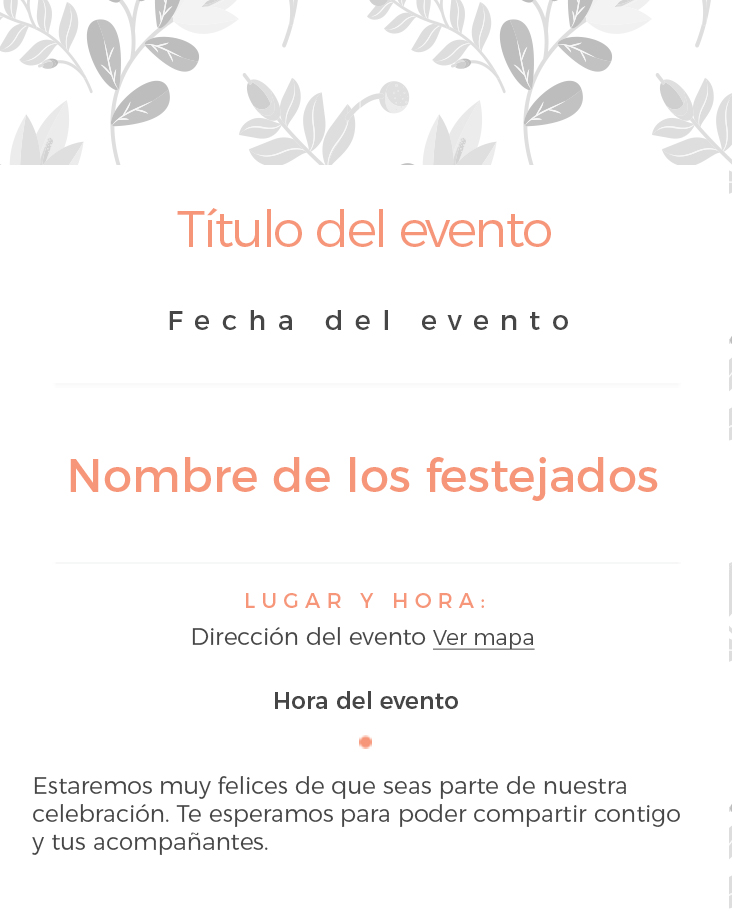 Título del evento
Fecha del evento
Nombre de los festejados
LUGAR Y HORA:
Dirección del evento Ver mapa
Hora del evento
Estaremos muy felices de que seas parte de nuestra
celebración. Te esperamos para poder compartir contigo
y tus acompañantes.